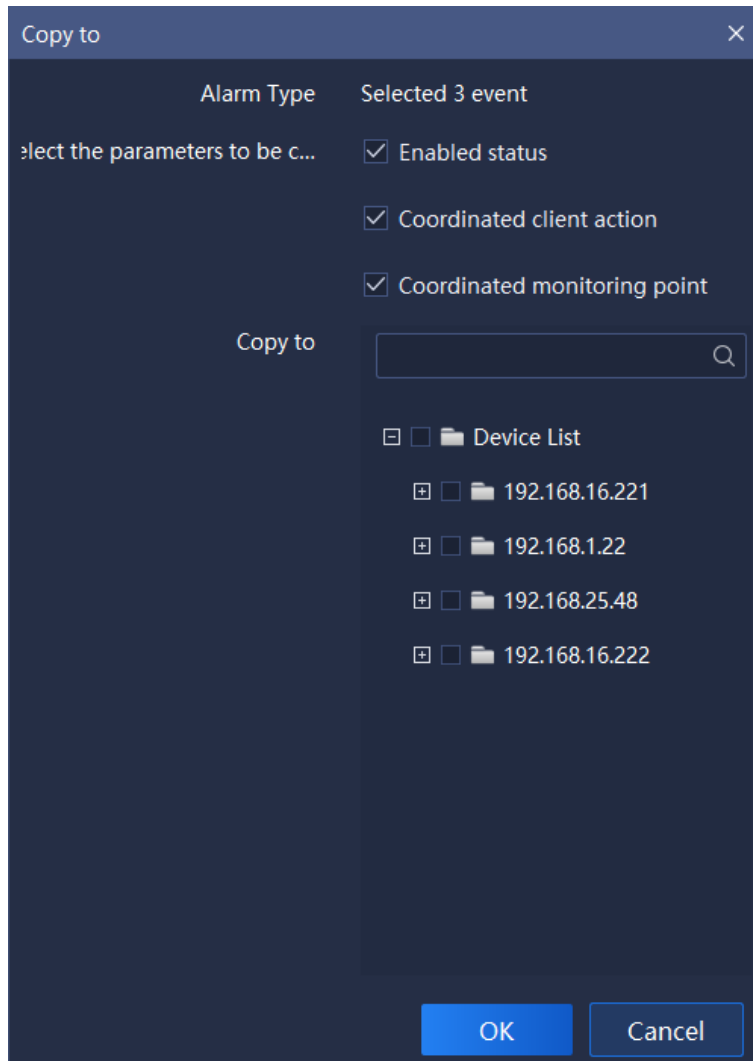 Copy to
Alarm Type Selected 3 event
elect the parameters to be c... Enabled status
Coordinated client action
Coordinated monitoring point
Copy to
Device List
192.168.16.221
192.168.1.22
192.168.25.48
192.168.16.222
OK Cancel